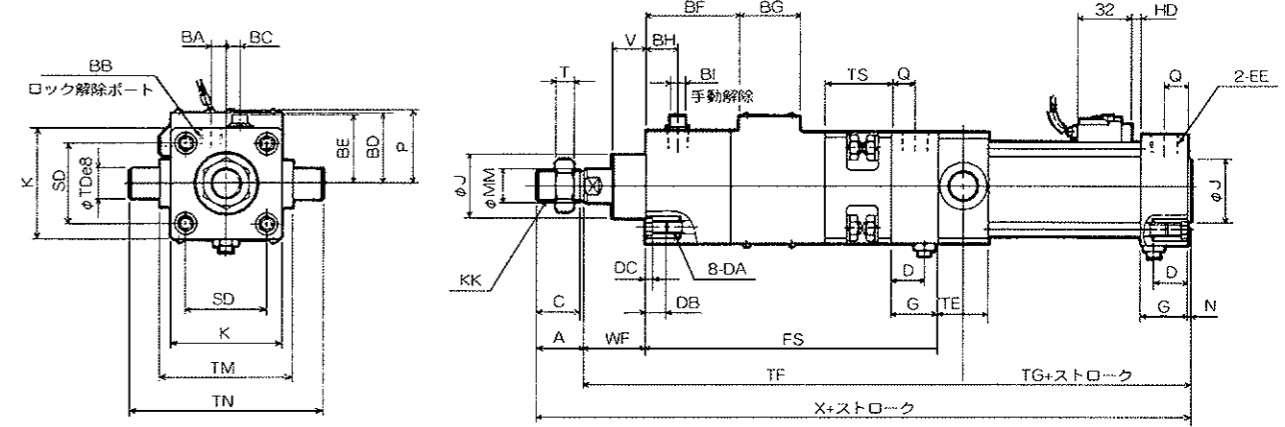 BA
BC
BB
ロック解除ポート
K
SD
φTDe8
BE
BD
P
SD
K
TM
TN
BF
BG
V
BH
T
BI
手動解除
TS
Q
32
HD
Q
2-EE
φJ
φMM
φJ
KK
DC
8-DA
C
DB
D
G
TE
D
G
N
A
WF
FS
TF
TG+ストローク
X+ストローク